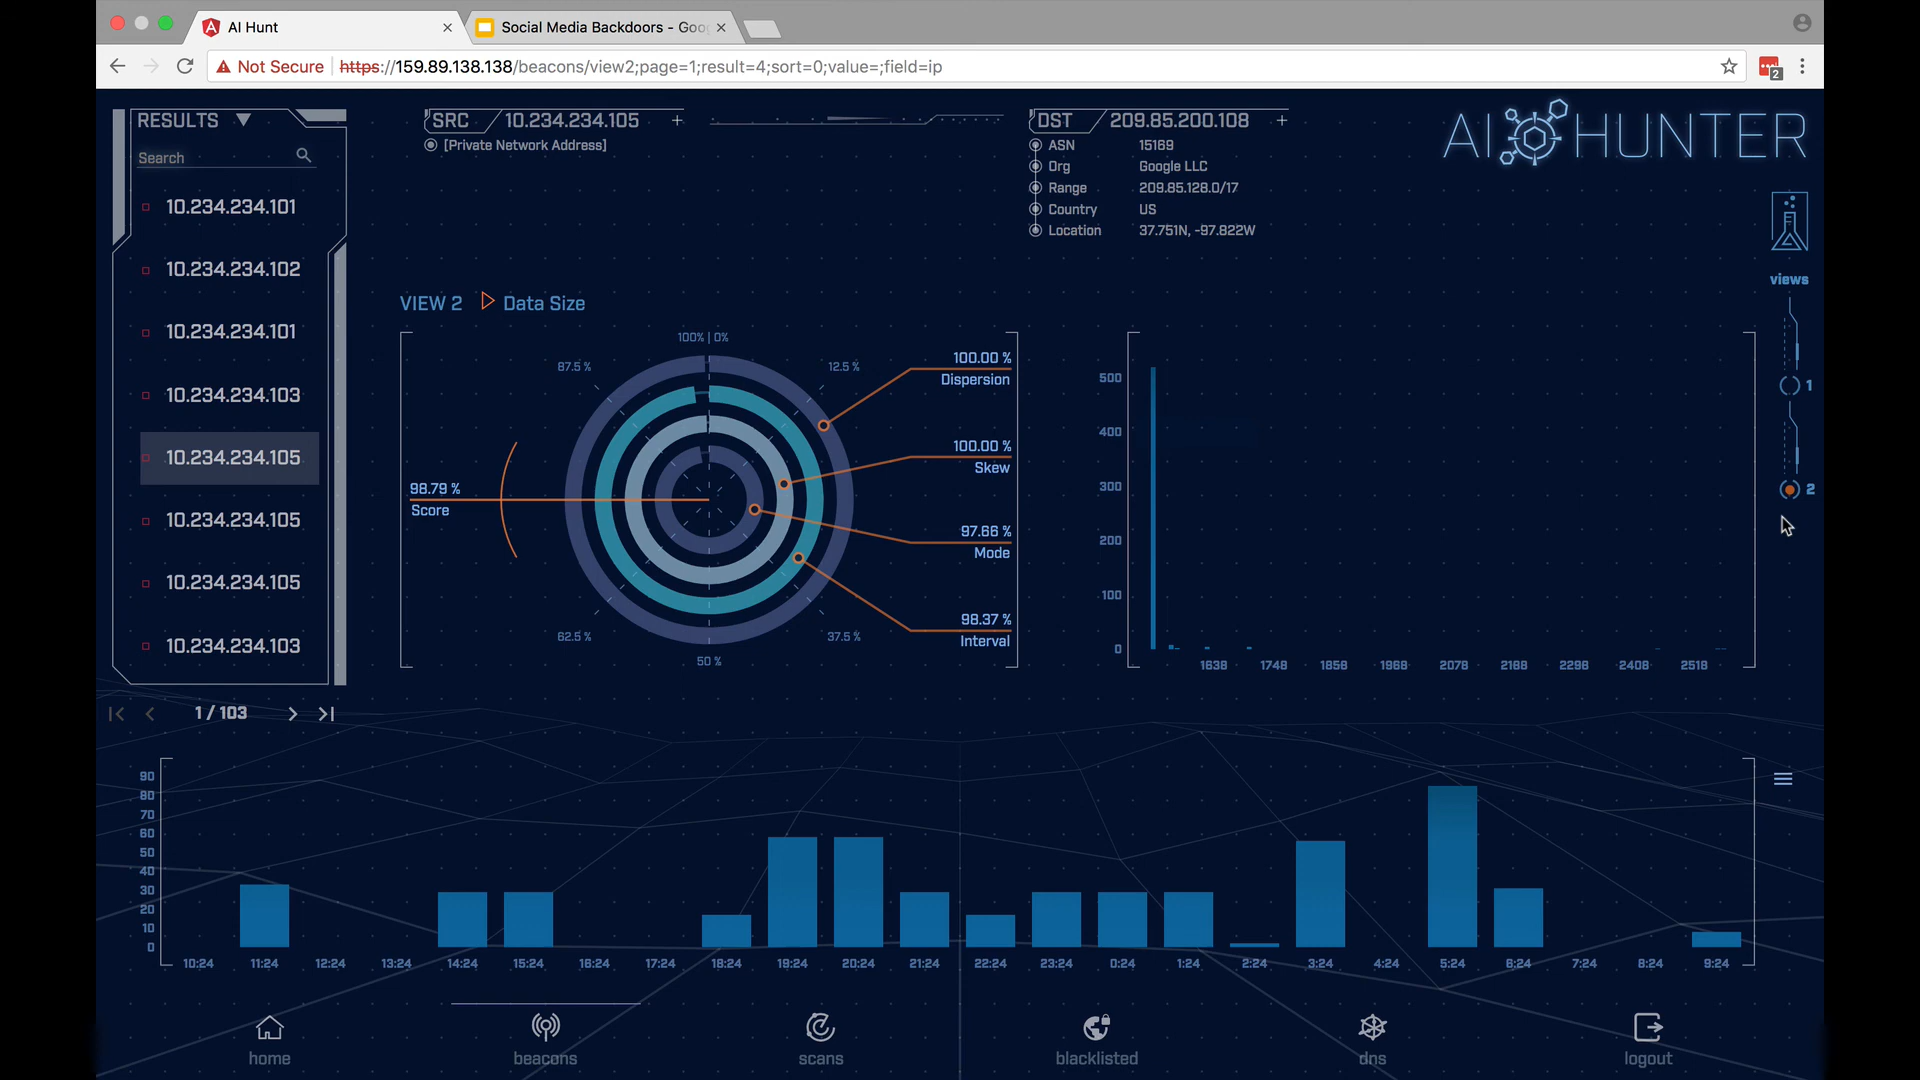 AI Hunt
Social Media Backdoors - Goo
Not Secure https://159.89.138.138/beacons/view2;page=1;result=4;sort=0;value=;field=ip
2
RESULTS
Search
10.234.234.101
10.234.234.102
10.234.234.101
10.234.234.103
10.234.234.105
10.234.234.105
10.234.234.105
10.234.234.103
1 / 103
SRC 10.234.234.105 +
[Private Network Address]
DST 209.85.200.108 +
ASN 15169
Org Google LLC
Range 209.85.128.0/17
Country US
Location 37.751N, -97.822W
AI HUNTER
views
1
2
VIEW 2 Data Size
100% | 0%
12.5 %
37.5 %
50 %
62.5 %
87.5 %
98.79 %
Score
100.00 %
Dispersion
100.00 %
Skew
97.66 %
Mode
98.37 %
Interval
500
400
300
200
100
0
1638 1748 1858 1968 2078 2188 2298 2408 2518
90
80
70
60
50
40
30
20
10
0
10:24 11:24 12:24 13:24 14:24 15:24 16:24 17:24 18:24 19:24 20:24 21:24 22:24 23:24 0:24 1:24 2:24 3:24 4:24 5:24 6:24 7:24 8:24 9:24
home beacons scans blacklisted dns logout